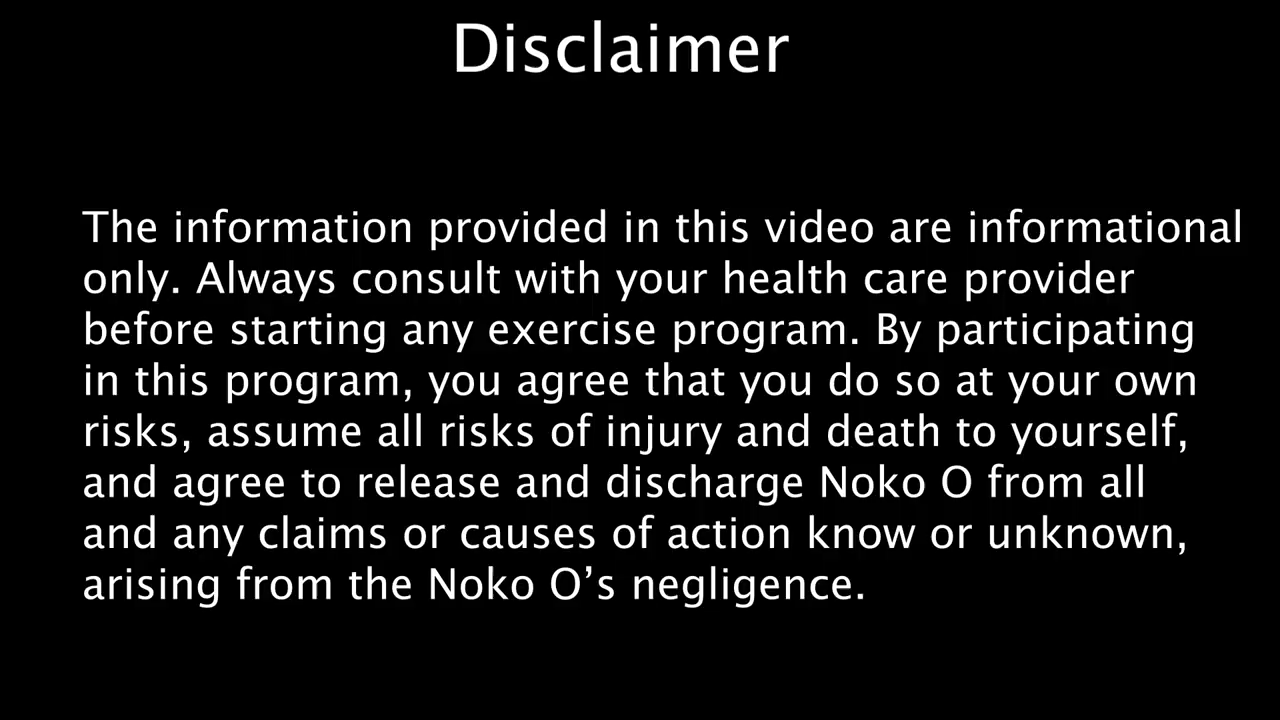 Disclaimer
The information provided in this video are informational
only. Always consult with your health care provider
before starting any exercise program. By participating
in this program, you agree that you do so at your own
risks, assume all risks of injury and death to yourself,
and agree to release and discharge Noko O from all
and any claims or causes of action know or unknown,
arising from the Noko O’s negligence.